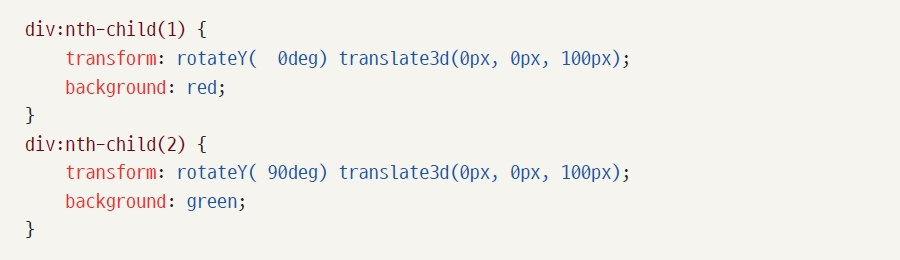 div:nth-child(1) {
    transform: rotateY(  0deg) translate3d(0px, 0px, 100px);
    background: red;
}
div:nth-child(2) {
    transform: rotateY( 90deg) translate3d(0px, 0px, 100px);
    background: green;
}